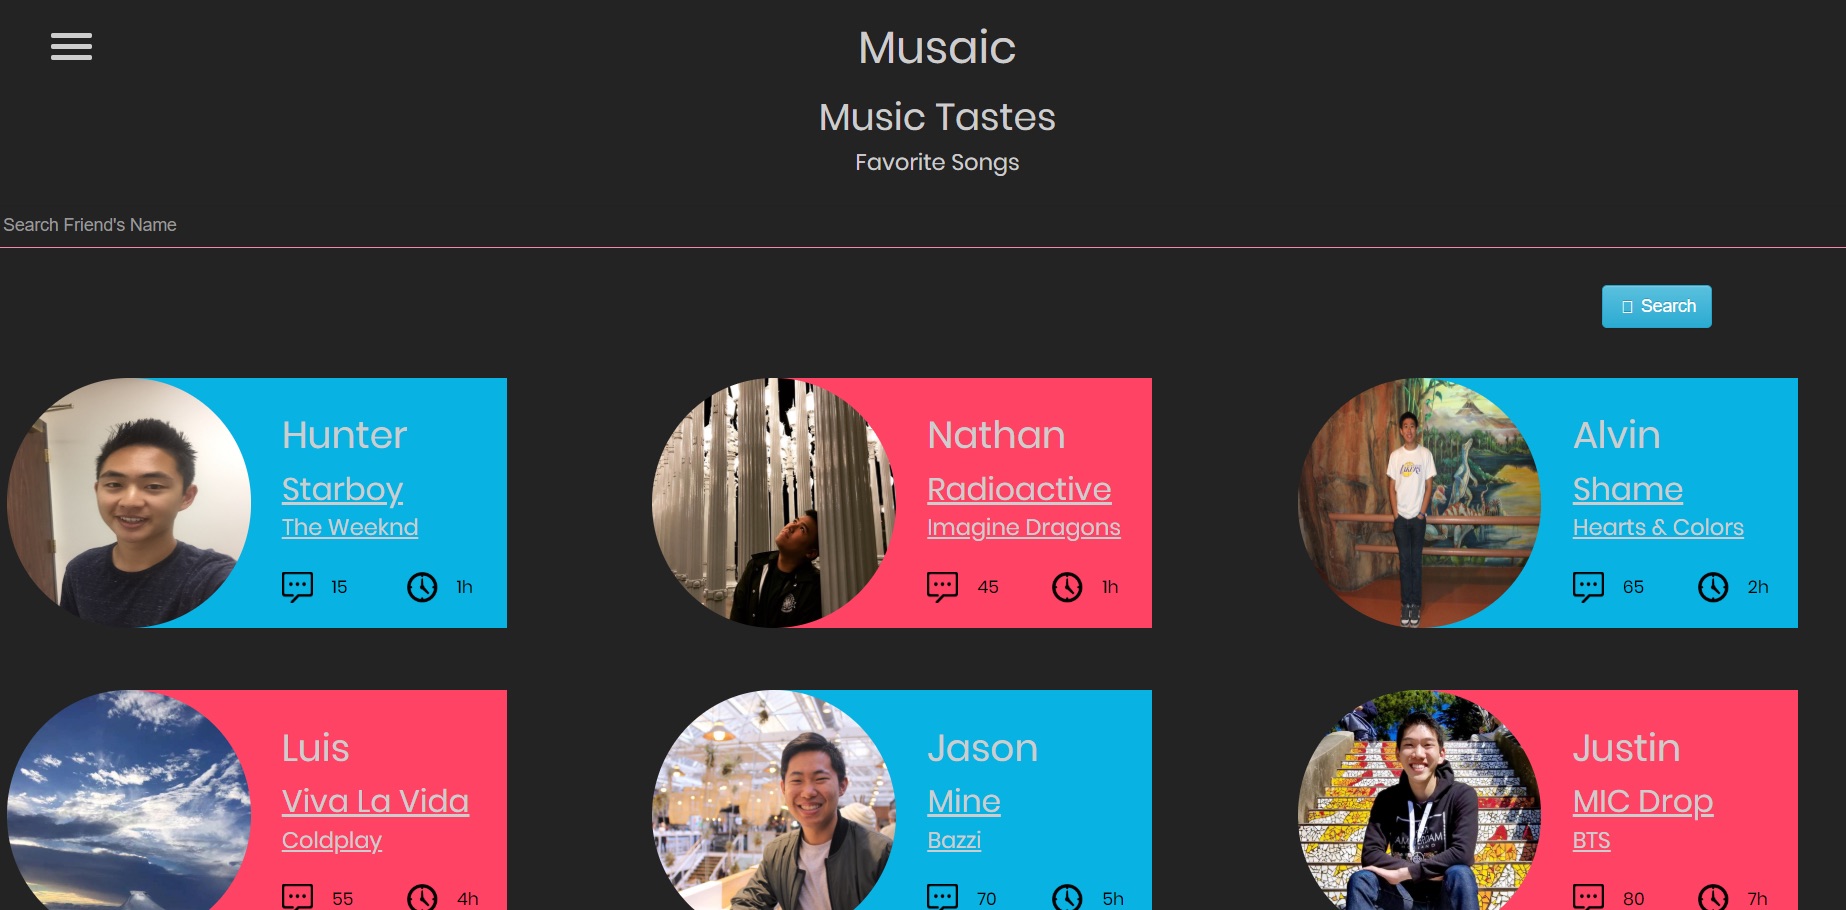 Musaic
Music Tastes
Favorite Songs
Search Friend's Name
Search
Hunter
Starboy
The Weeknd
15 1h
Nathan
Radioactive
Imagine Dragons
45 1h
Alvin
Shame
Hearts & Colors
65 2h
Luis
Viva La Vida
Coldplay
55 4h
Jason
Mine
Bazzi
70 5h
Justin
MIC Drop
BTS
80 7h